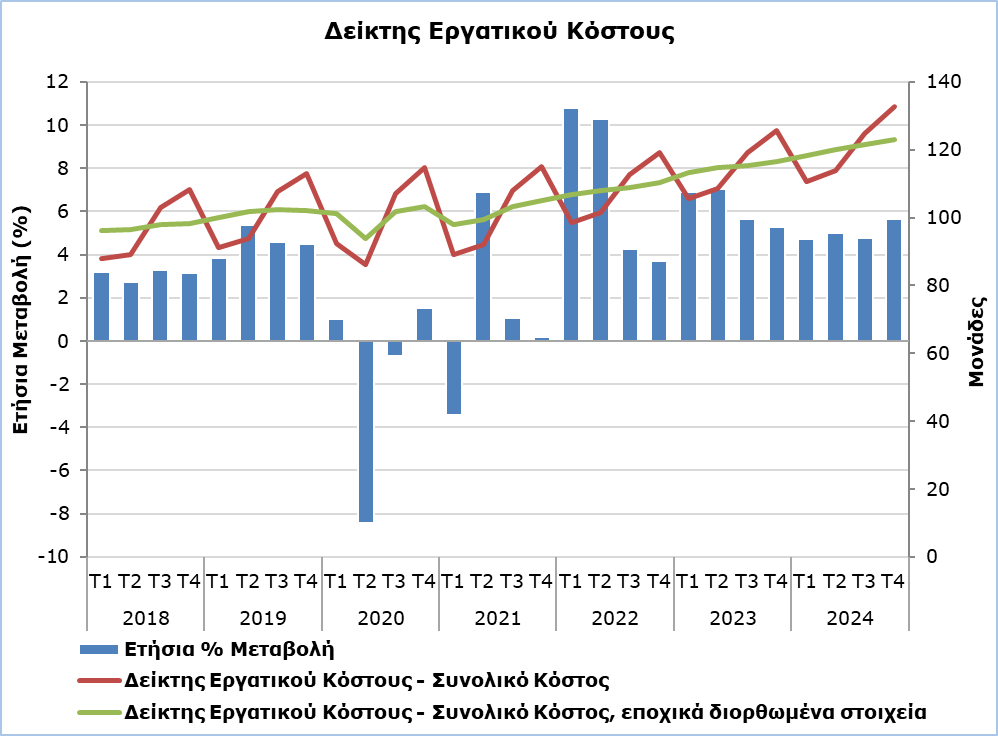 Δείκτης Εργατικού Κόστους
Ετήσια Μεταβολή (%)
12
10
8
6
4
2
0
-2
-4
-6
-8
-10
140
120
100
80
60
40
20
0
Μονάδες
Τ1 Τ2 Τ3 Τ4 Τ1 Τ2 Τ3 Τ4 Τ1 Τ2 Τ3 Τ4 Τ1 Τ2 Τ3 Τ4 Τ1 Τ2 Τ3 Τ4 Τ1 Τ2 Τ3 Τ4 Τ1 Τ2 Τ3 Τ4
2018 2019 2020 2021 2022 2023 2024
Ετήσια % Μεταβολή
Δείκτης Εργατικού Κόστους - Συνολικό Κόστος
Δείκτης Εργατικού Κόστους - Συνολικό Κόστος, εποχικά διορθωμένα στοιχεία